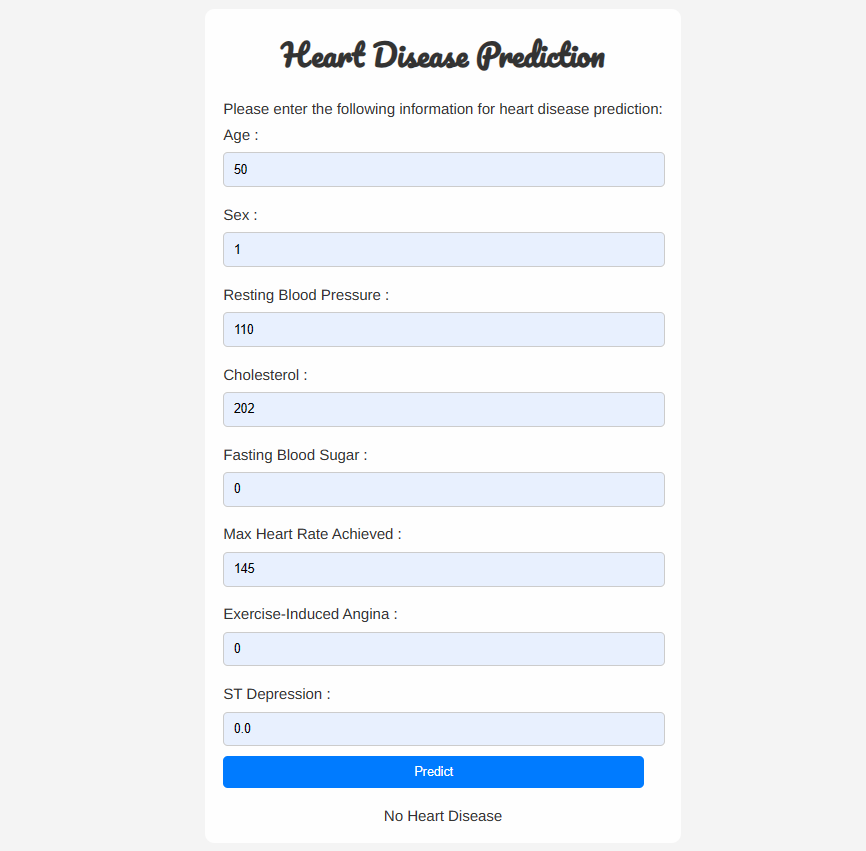 Heart Disease Prediction
Please enter the following information for heart disease prediction:
Age :
50
Sex :
1
Resting Blood Pressure :
110
Cholesterol :
202
Fasting Blood Sugar :
0
Max Heart Rate Achieved :
145
Exercise-Induced Angina :
0
ST Depression :
0.0
Predict
No Heart Disease